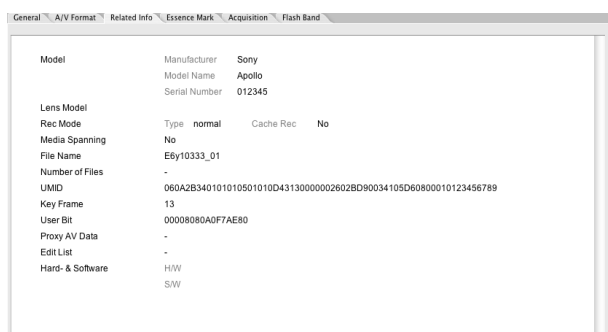 General A/V Format Related Info Essence Mark Acquisition Flash Band
Model Manufacturer Sony
Model Name Apollo
Serial Number 012345
Lens Model
Rec Mode Type normal Cache Rec No
Media Spanning No
File Name E6y10333_01
Number of Files -
UMID 060A2B340101010501010D43130000002602BD90034105D60800010123456789
Key Frame 13
User Bit 00008080A0F7AE80
Proxy AV Data -
Edit List -
Hard- & Software H/W
S/W